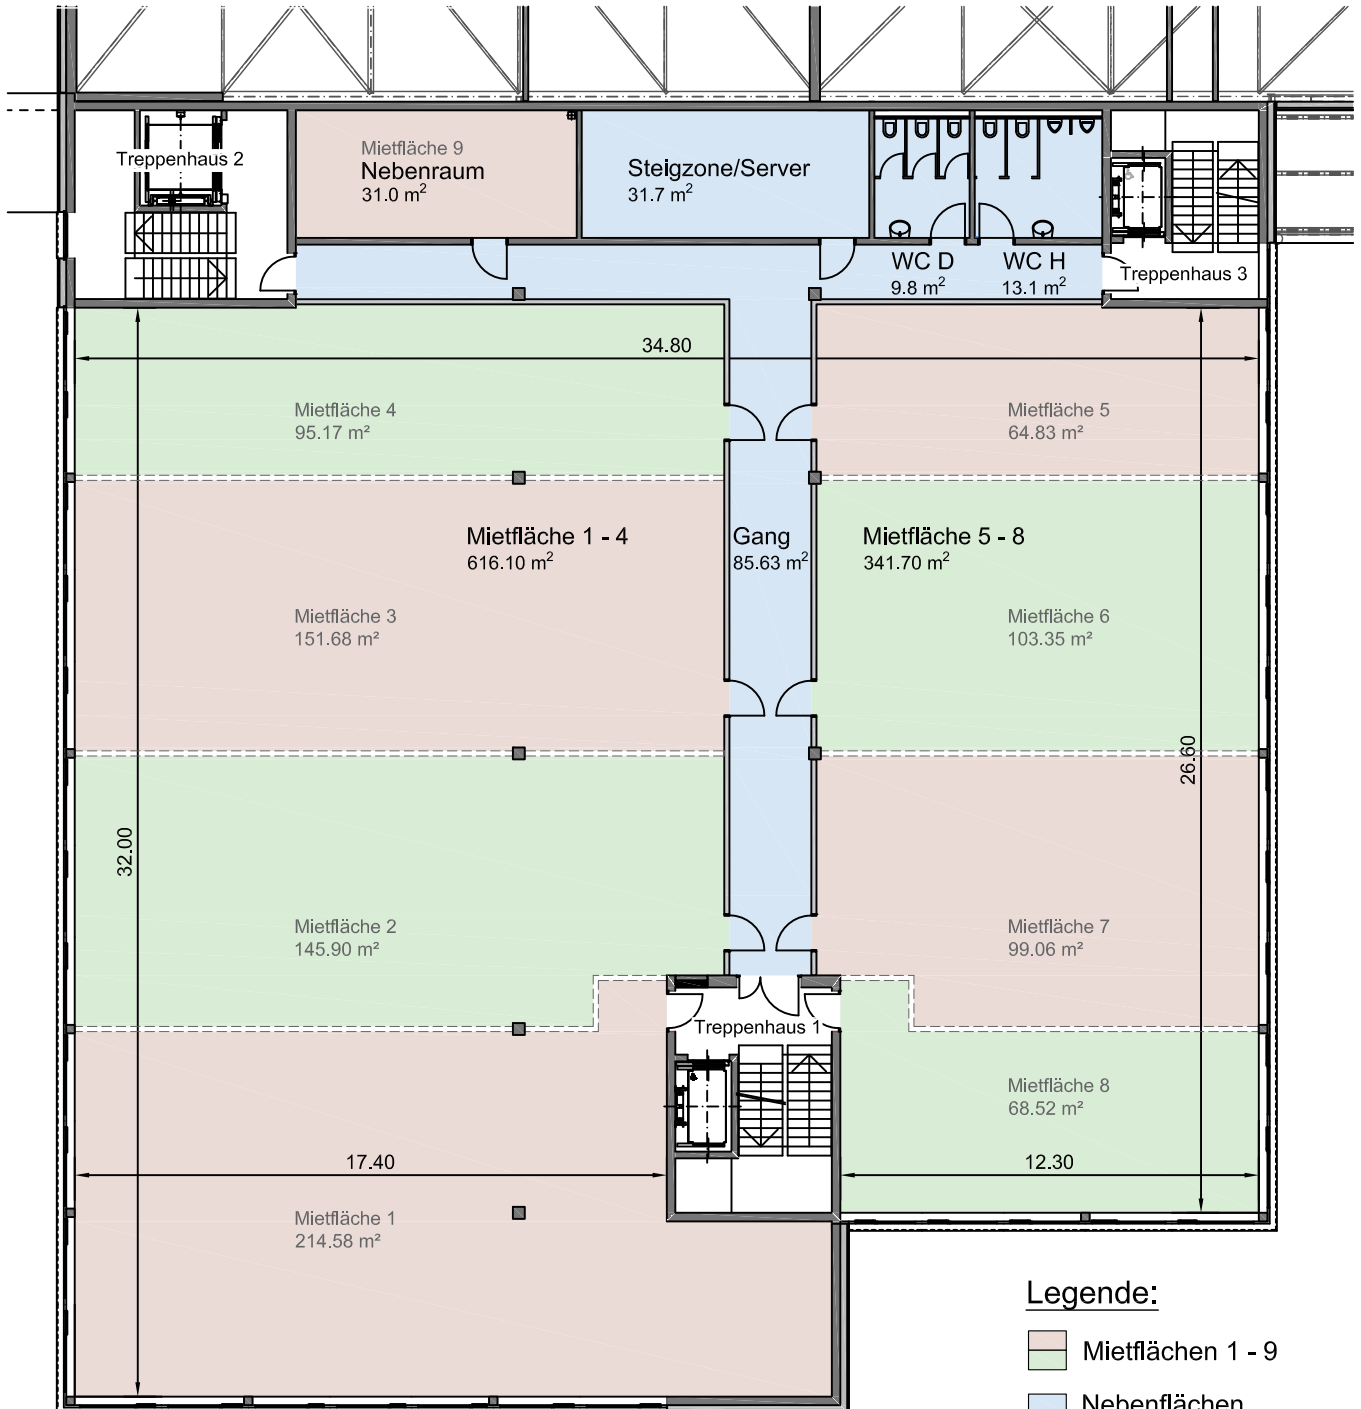 Treppenhaus 2
Mietfläche 9
Nebenraum
31.0 m²
Steigzone/Server
31.7 m²
WC D
9.8 m²
WC H
13.1 m²
Treppenhaus 3
34.80
Mietfläche 4
95.17 m²
Mietfläche 5
64.83 m²
Mietfläche 1 - 4
616.10 m²
Gang
85.63 m²
Mietfläche 5 - 8
341.70 m²
Mietfläche 3
151.68 m²
Mietfläche 6
103.35 m²
26.60
32.00
Mietfläche 2
145.90 m²
Mietfläche 7
99.06 m²
Treppenhaus 1
Mietfläche 8
68.52 m²
17.40
12.30
Mietfläche 1
214.58 m²
Legende:
Mietflächen 1 - 9
Nebenflächen